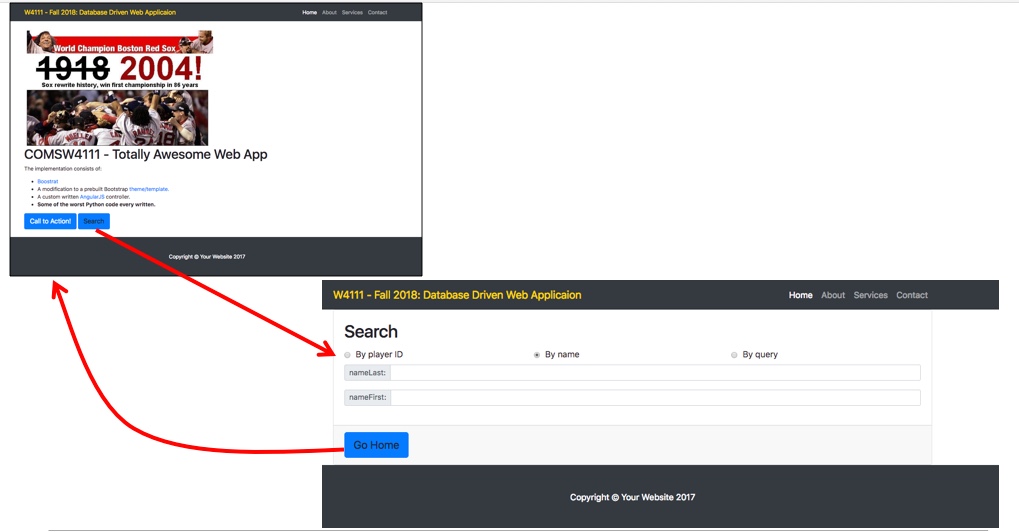 W4111 - Fall 2018: Database Driven Web Applicaion
Home About Services Contact
World Champion Boston Red Sox
1918 2004!
Sox rewrite history, win first championship in 86 years
COMSW4111 - Totally Awesome Web App
The implementation consists of:
Boostrat
A modification to a prebuilt Bootstrap theme/template.
A custom written AngularJS controller.
Some of the worst Python code every written.
Call to Action! Search
Copyright © Your Website 2017
W4111 - Fall 2018: Database Driven Web Applicaion
Home About Services Contact
Search
By player ID By name By query
nameLast:
nameFirst:
Go Home
Copyright © Your Website 2017